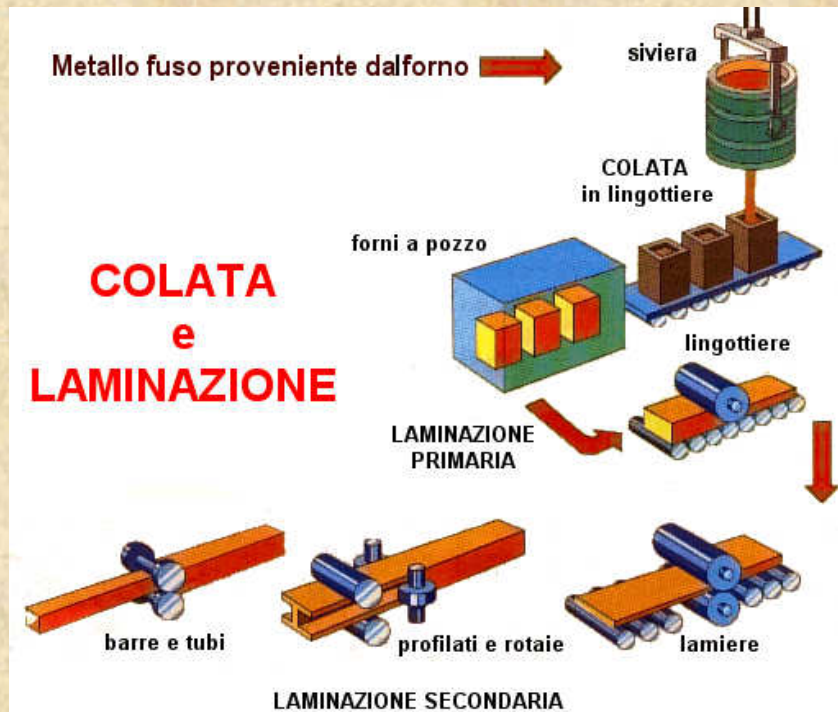 Metallo fuso proveniente dalforno
siviera
COLATA
in lingottiere
forni a pozzo
COLATA
e
LAMINAZIONE
lingottiere
LAMINAZIONE
PRIMARIA
barre e tubi
profilati e rotaie
lamiere
LAMINAZIONE SECONDARIA